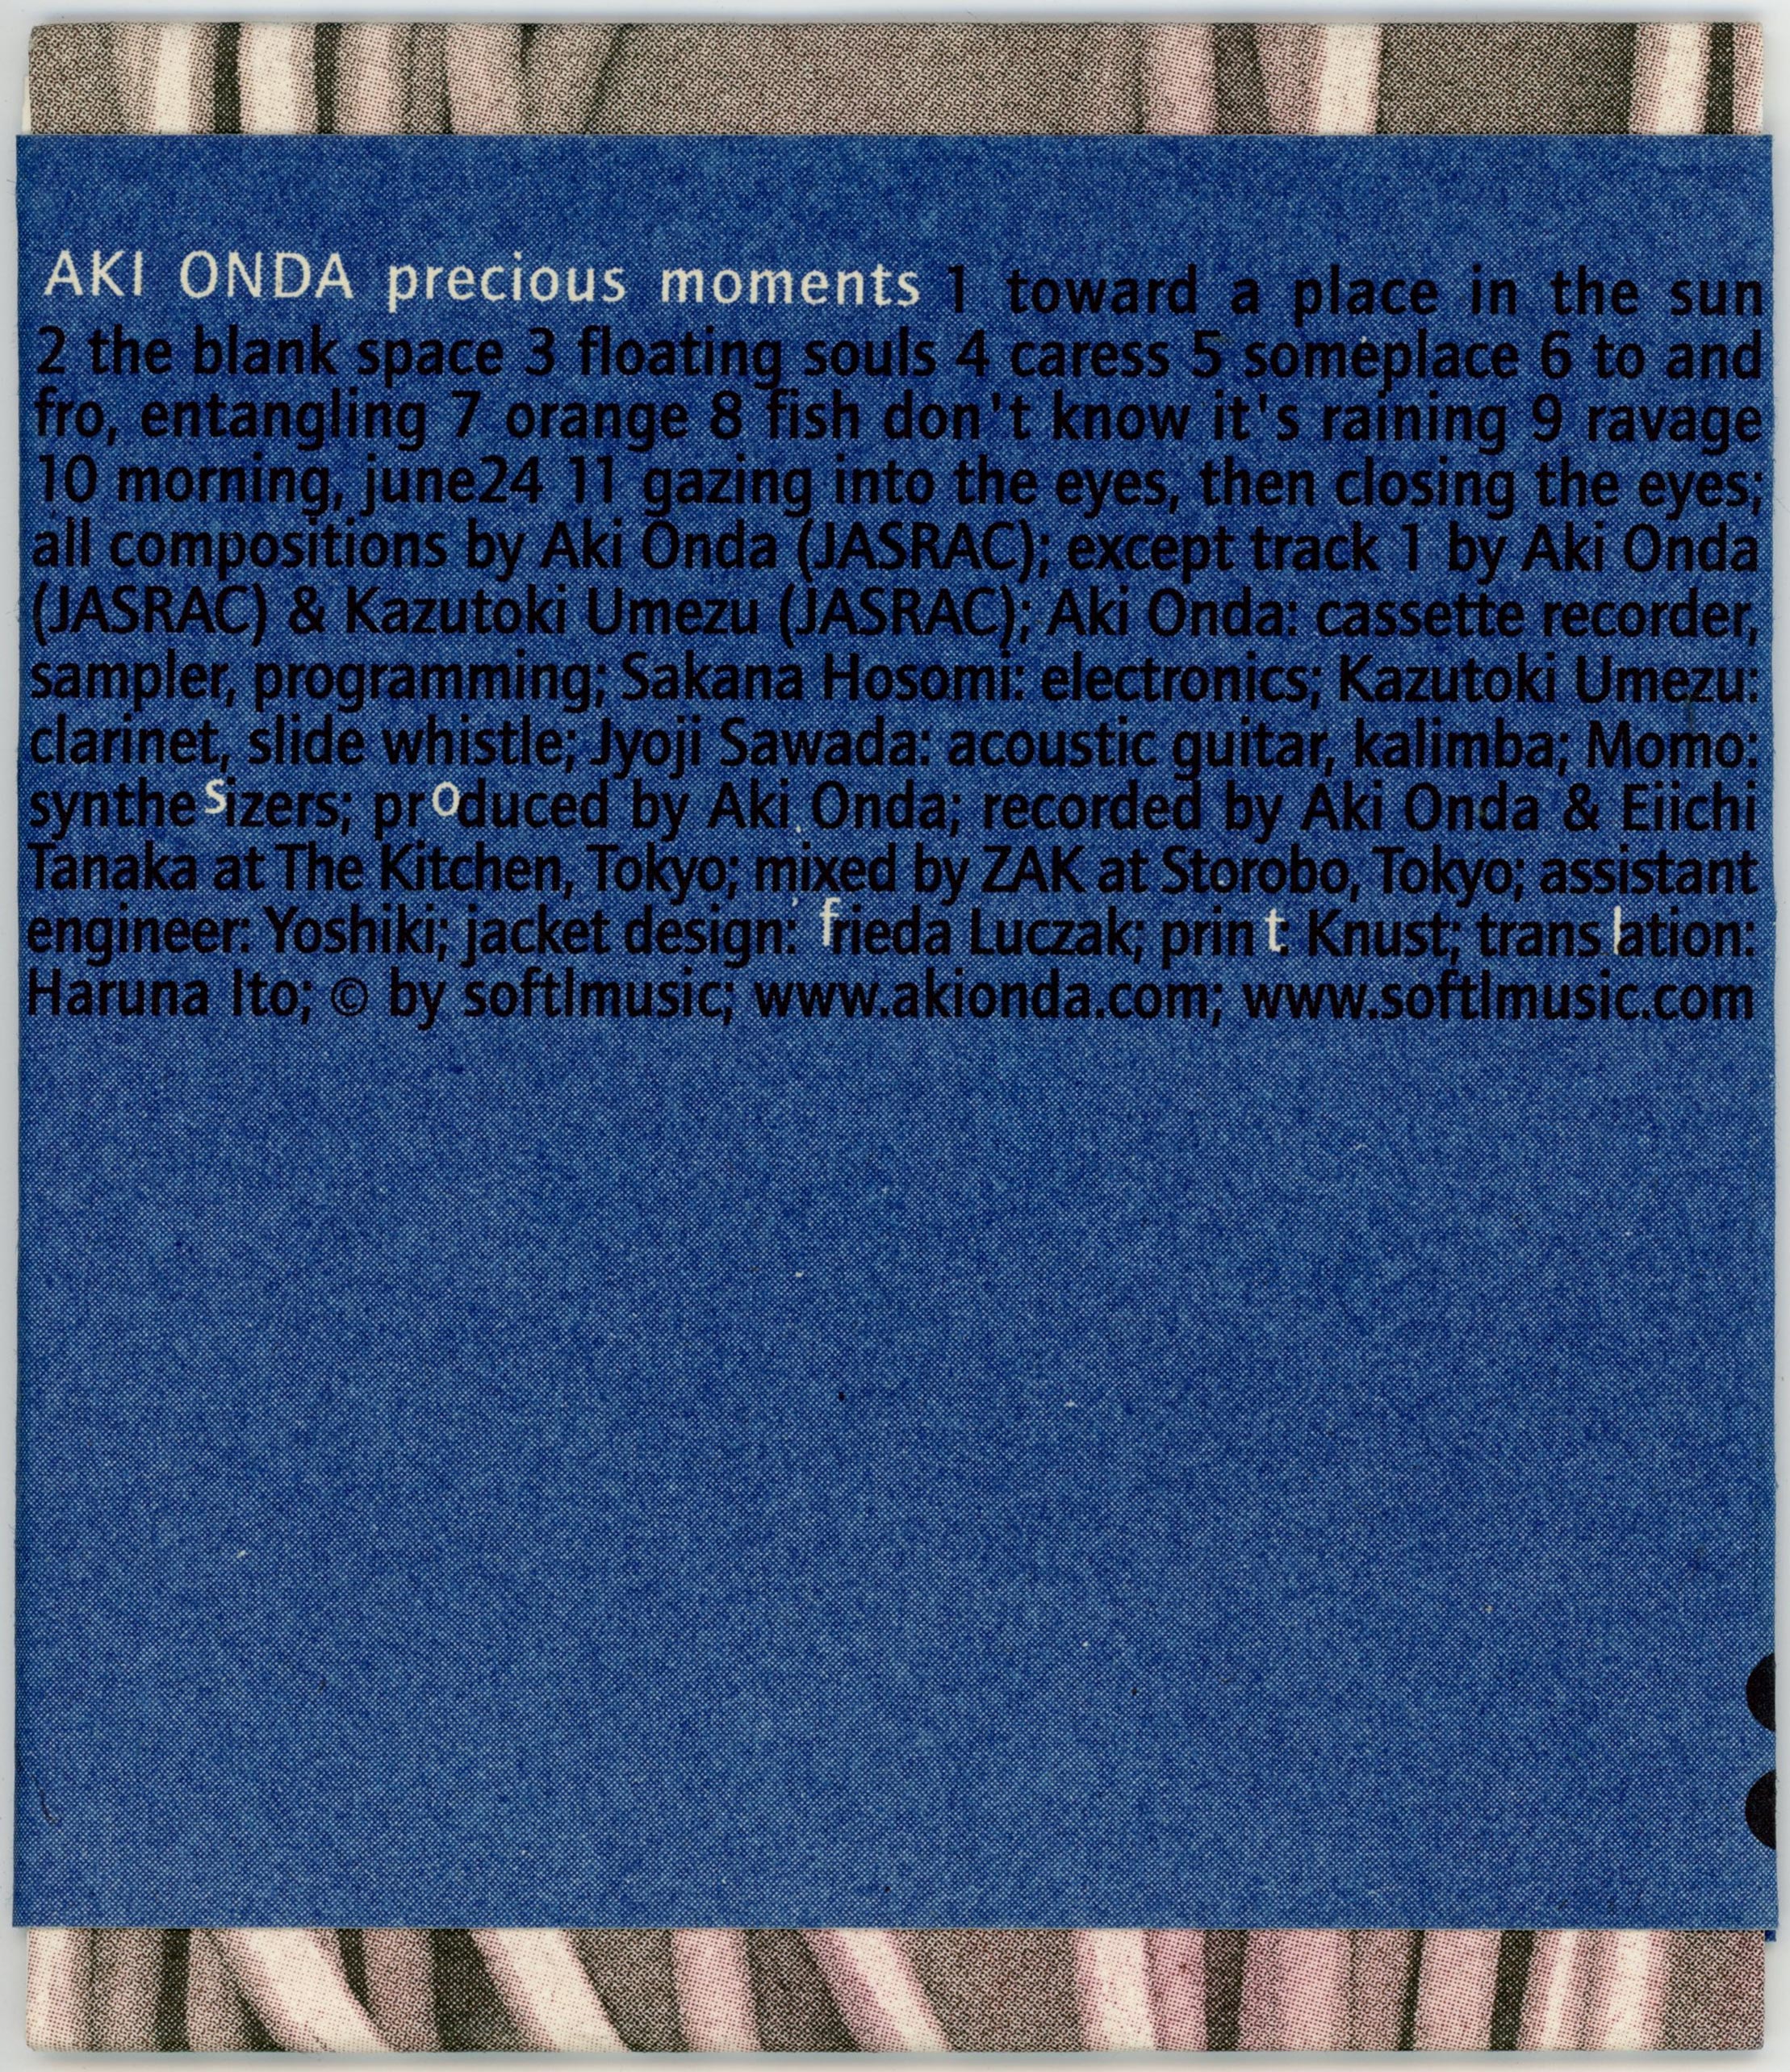 AKI ONDA precious moments 1 toward a place in the sun
2 the blank space 3 floating souls 4 caress 5 someplace 6 to and
fro, entangling 7 orange 8 fish don't know it's raining 9 ravage
10 morning, june24 11 gazing into the eyes, then closing the eyes;
all compositions by Aki Onda (JASRAC); except track 1 by Aki Onda
(JASRAC) & Kazutoki Umezu (JASRAC); Aki Onda: cassette recorder,
sampler, programming; Sakana Hosomi: electronics; Kazutoki Umezu:
clarinet, slide whistle; Jyoji Sawada: acoustic guitar, kalimba; Momo:
synthesizers; produced by Aki Onda; recorded by Aki Onda & Eiichi
Tanaka at The Kitchen, Tokyo; mixed by ZAK at Storobo, Tokyo; assistant
engineer: Yoshiki; jacket design: frieda Luczak; print: Knust; translation:
Haruna Ito; © by softlmusic; www.akionda.com; www.softlmusic.com